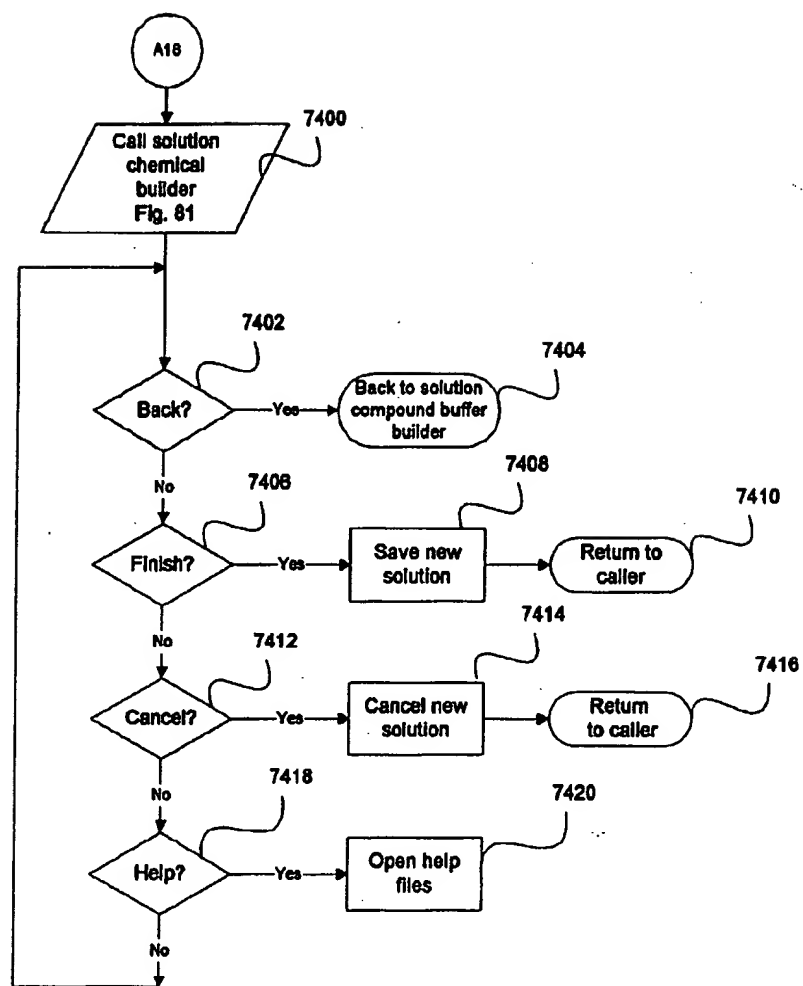 A18
7400
Call solution
chemical
builder
Fig. 81
7402
7404
Back?
Yes
Back to solution
compound buffer
builder
No
7406
7408
7410
Finish?
Yes
Save new
solution
Return to
caller
No
7412
7414
7416
Cancel?
Yes
Cancel new
solution
Return
to caller
No
7418
7420
Help?
Yes
Open help
files
No